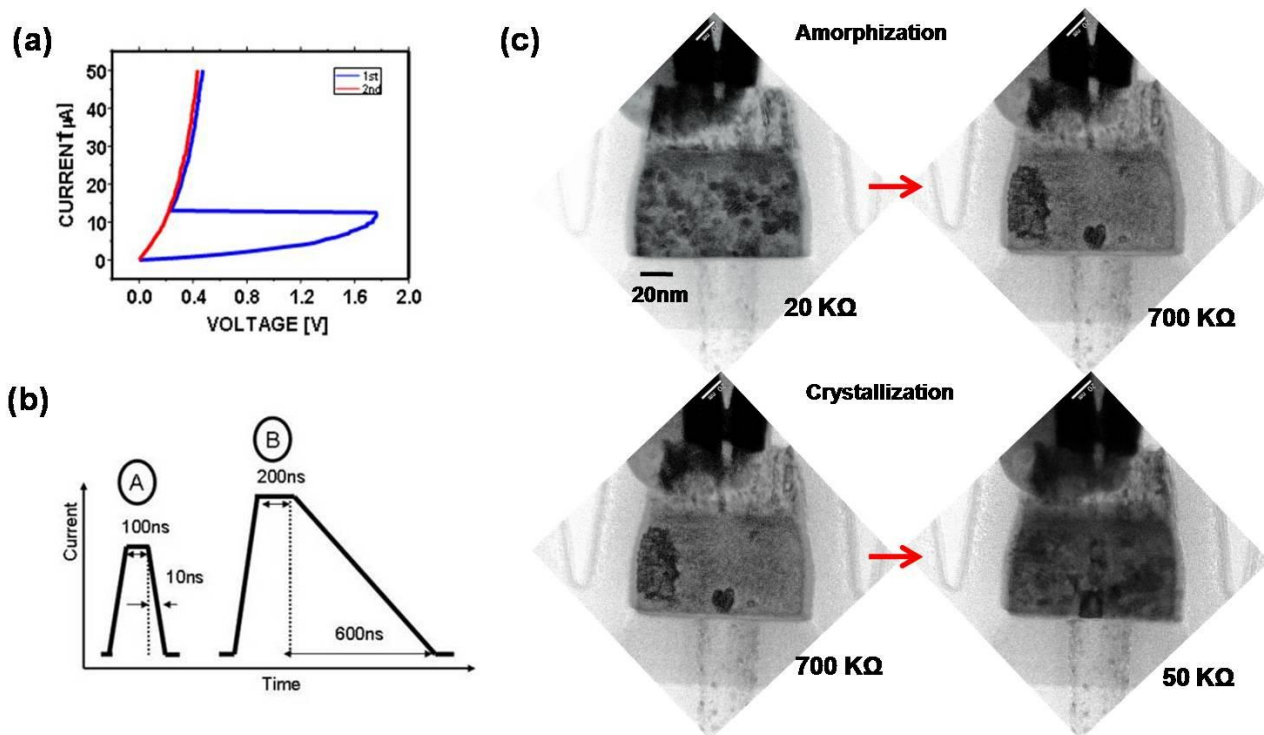 (a)
CURRENT [µA]
50
40
30
20
10
0
1st
2nd
0.0 0.4 0.8 1.2 1.6 2.0
VOLTAGE [V]
(b)
A
100ns
10ns
B
200ns
600ns
Current
Time
(c)
Amorphization
20nm
20 KΩ
700 KΩ
Crystallization
700 KΩ
50 KΩ